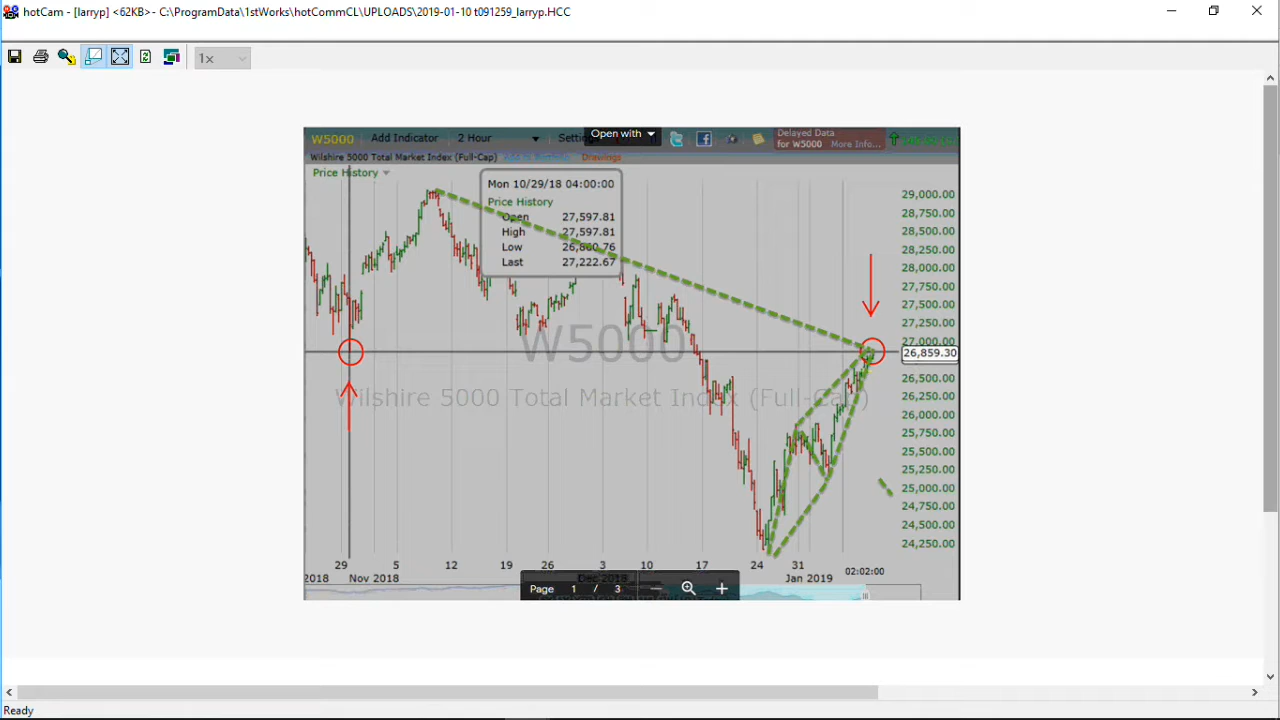 hotCam - [larryp] <62KB>- C:\ProgramData\1stWorks\hotCommCL\UPLOADS\2019-01-10 t091259_larryp.HCC
1x
W5000 Add Indicator 2 Hour Open with Delayed Data
for W5000 More Info...
Wilshire 5000 Total Market Index (Full-Cap) Add to Portfolio Drawings
Price History
Mon 10/29/18 04:00:00
Price History
Open 27,597.81
High 27,597.81
Low
Last 27,222.67
29,000.00
28,750.00
28,500.00
28,250.00
28,000.00
27,750.00
27,500.00
27,250.00
27,000.00
26,859.30
26,500.00
26,250.00
26,000.00
25,750.00
25,500.00
25,250.00
25,000.00
24,750.00
24,500.00
24,250.00
W5000
Wilshire 5000 Total Market Index (Full-Cap)
29 5 12 19 26 3 10 17 24 31 02:02:00
2018 Nov 2018 Dec 2018 Jan 2019
Page 1 / 3
Ready